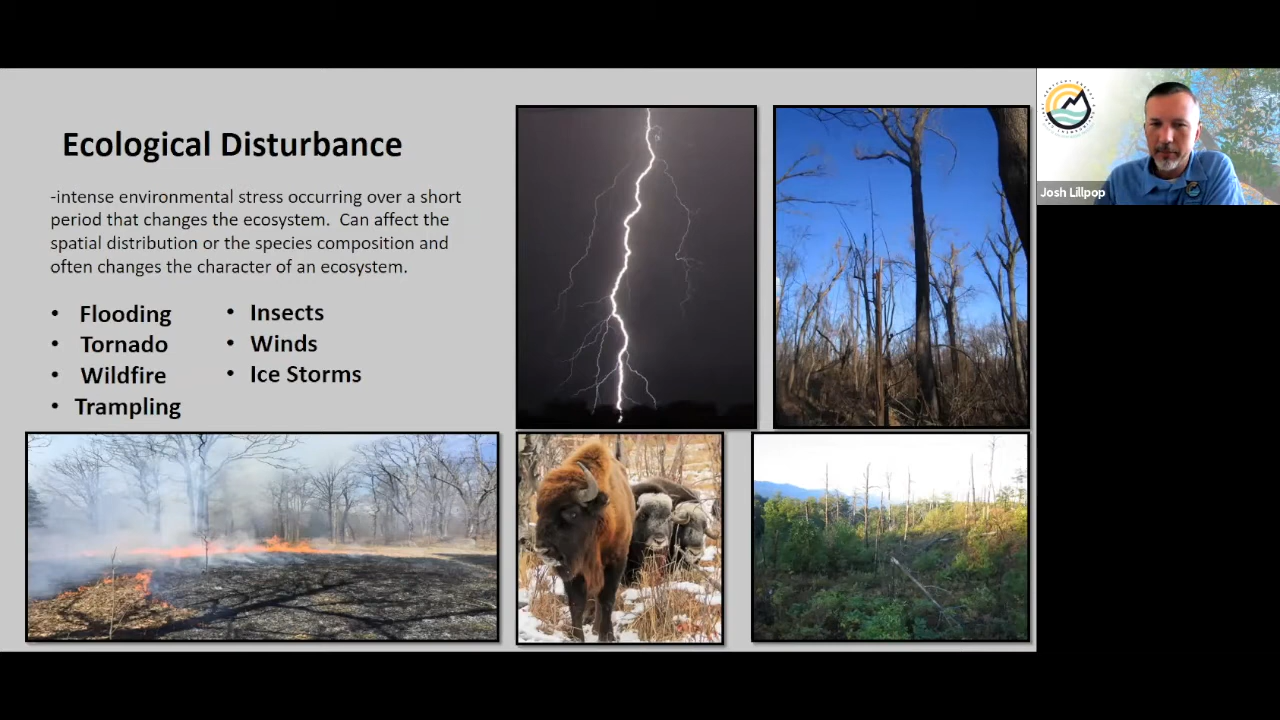 Ecological Disturbance
-intense environmental stress occurring over a short
period that changes the ecosystem. Can affect the
spatial distribution or the species composition and
often changes the character of an ecosystem.
• Flooding
• Tornado
• Wildfire
• Trampling
• Insects
• Winds
• Ice Storms
Josh Lillpop